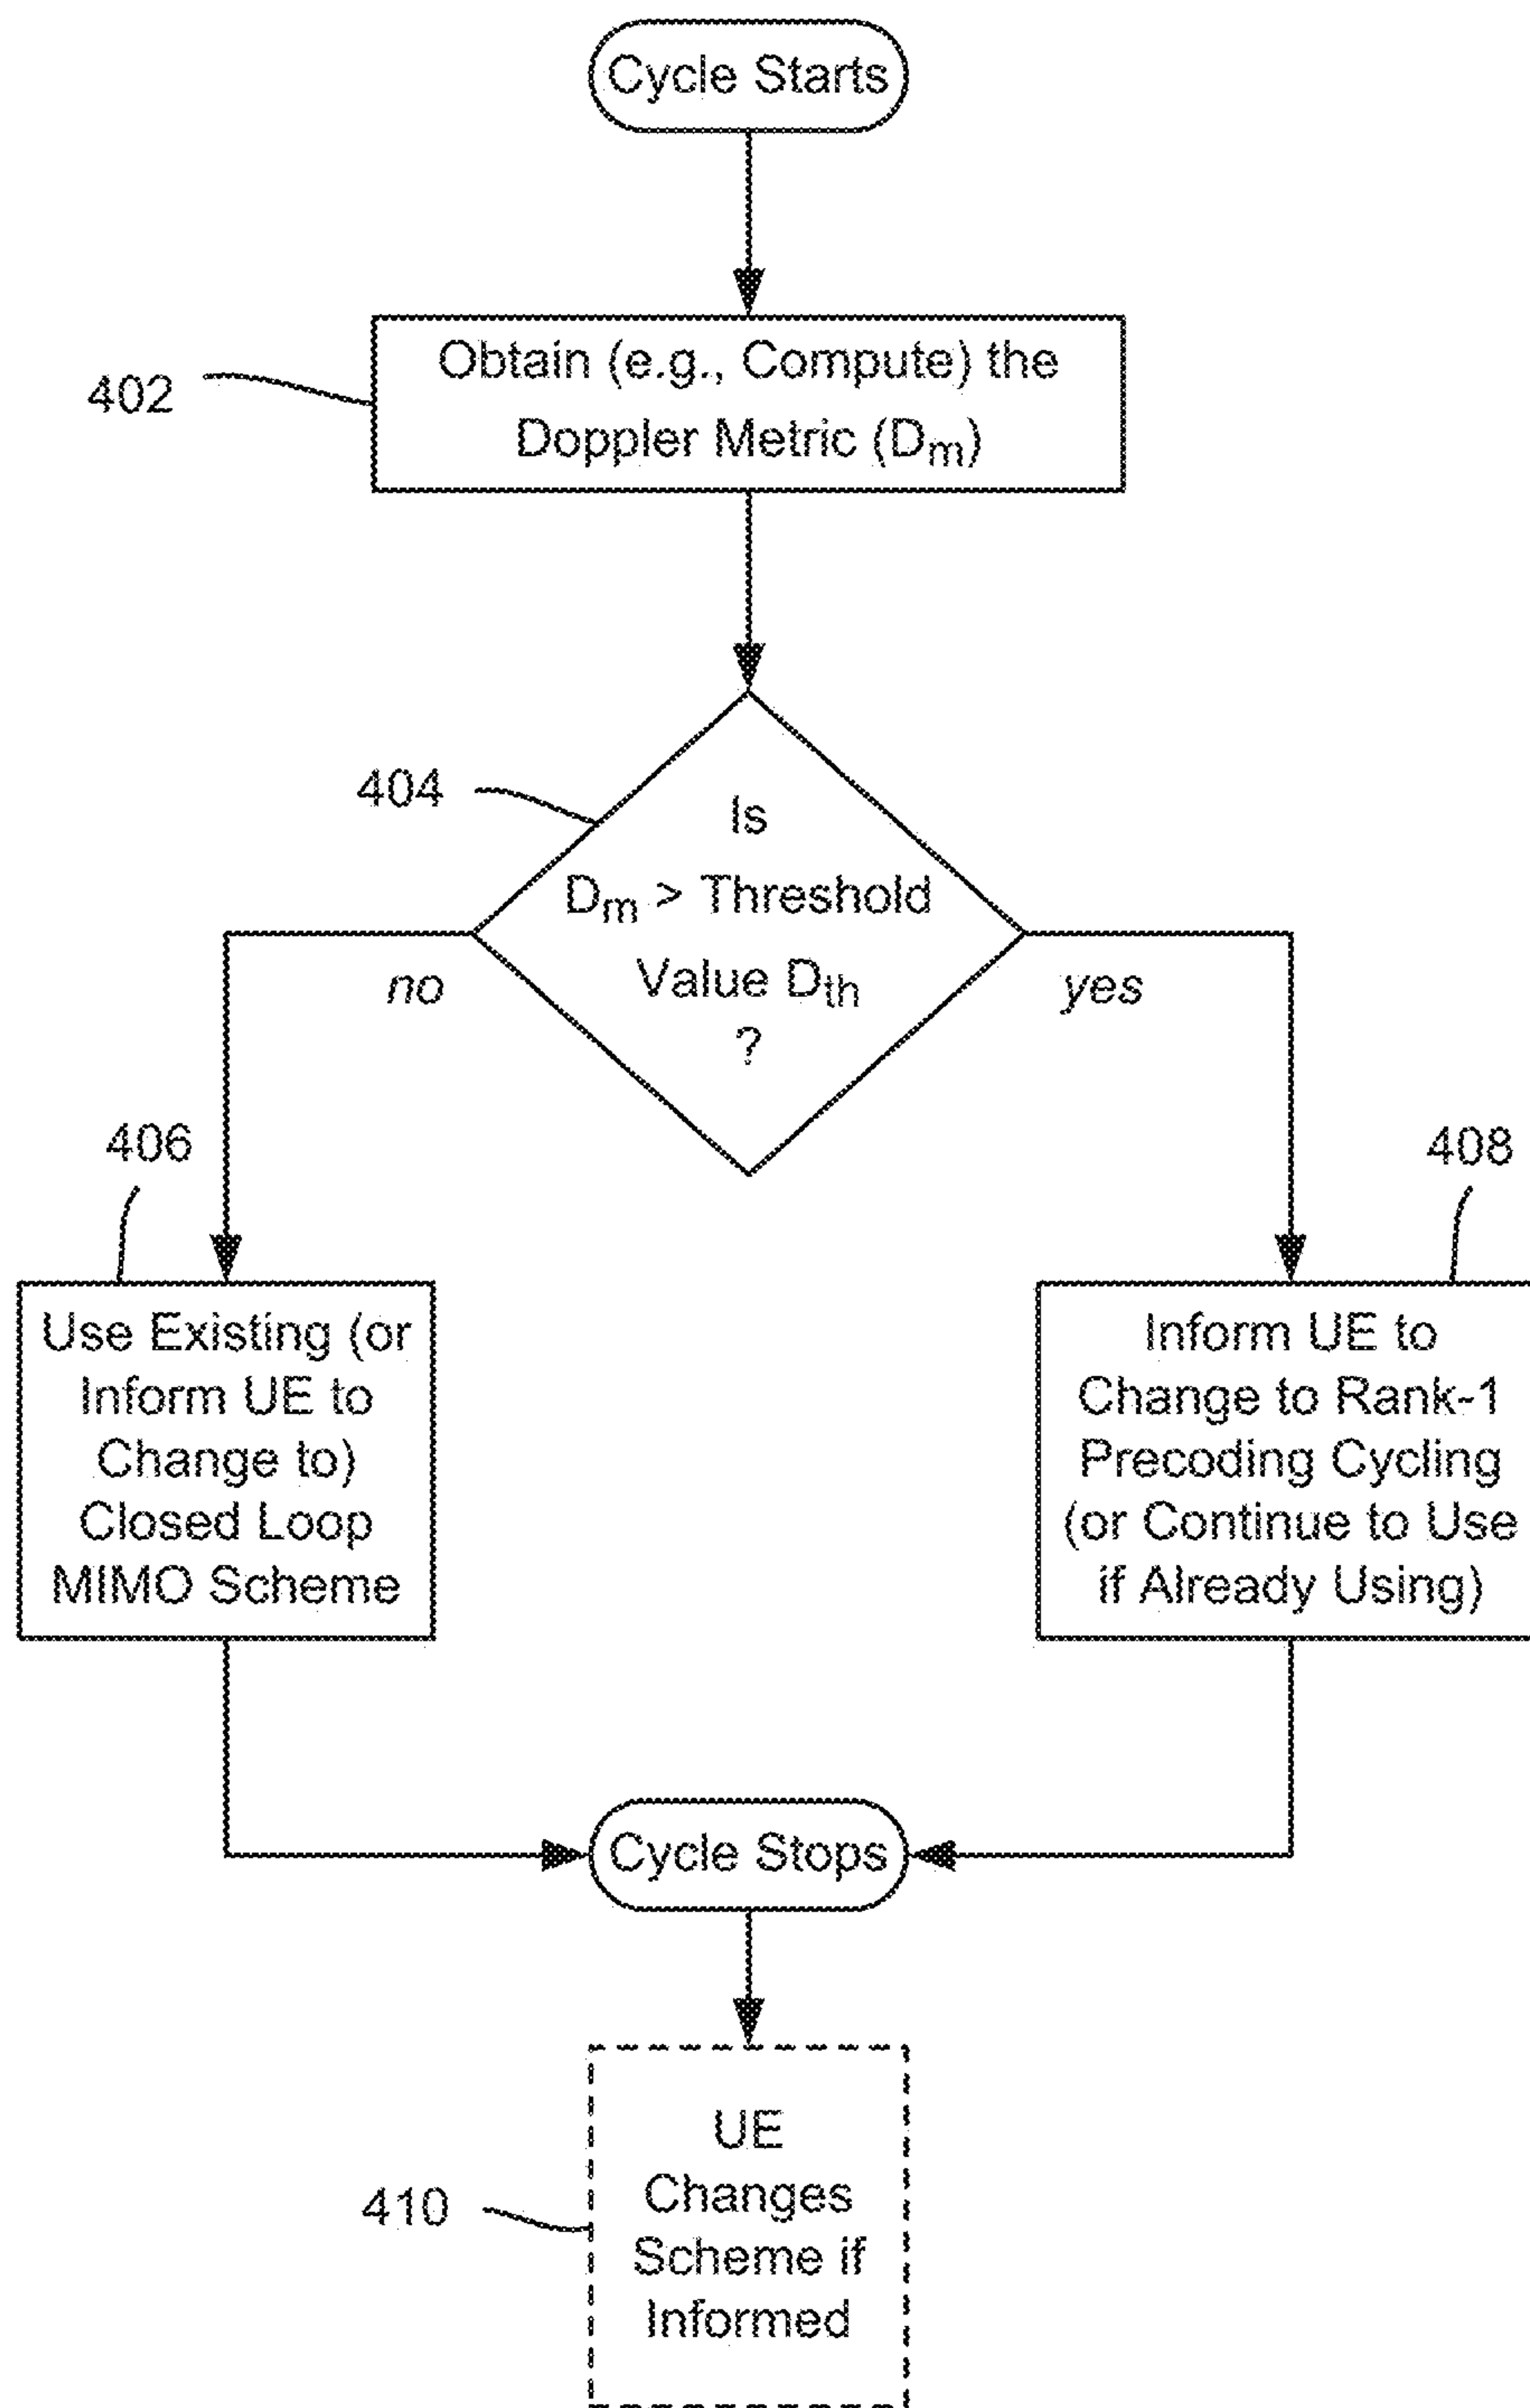 Cycle Starts
402
Obtain (e.g., Compute) the
Doppler Metric (Dm)
404
Is
Dm > Threshold
Value Dth
?
no
yes
406
408
Use Existing (or
Inform UE to
Change to)
Closed Loop
MIMO Scheme
Inform UE to
Change to Rank-1
Precoding Cycling
(or Continue to Use
if Already Using)
Cycle Stops
410
UE
Changes
Scheme if
Informed